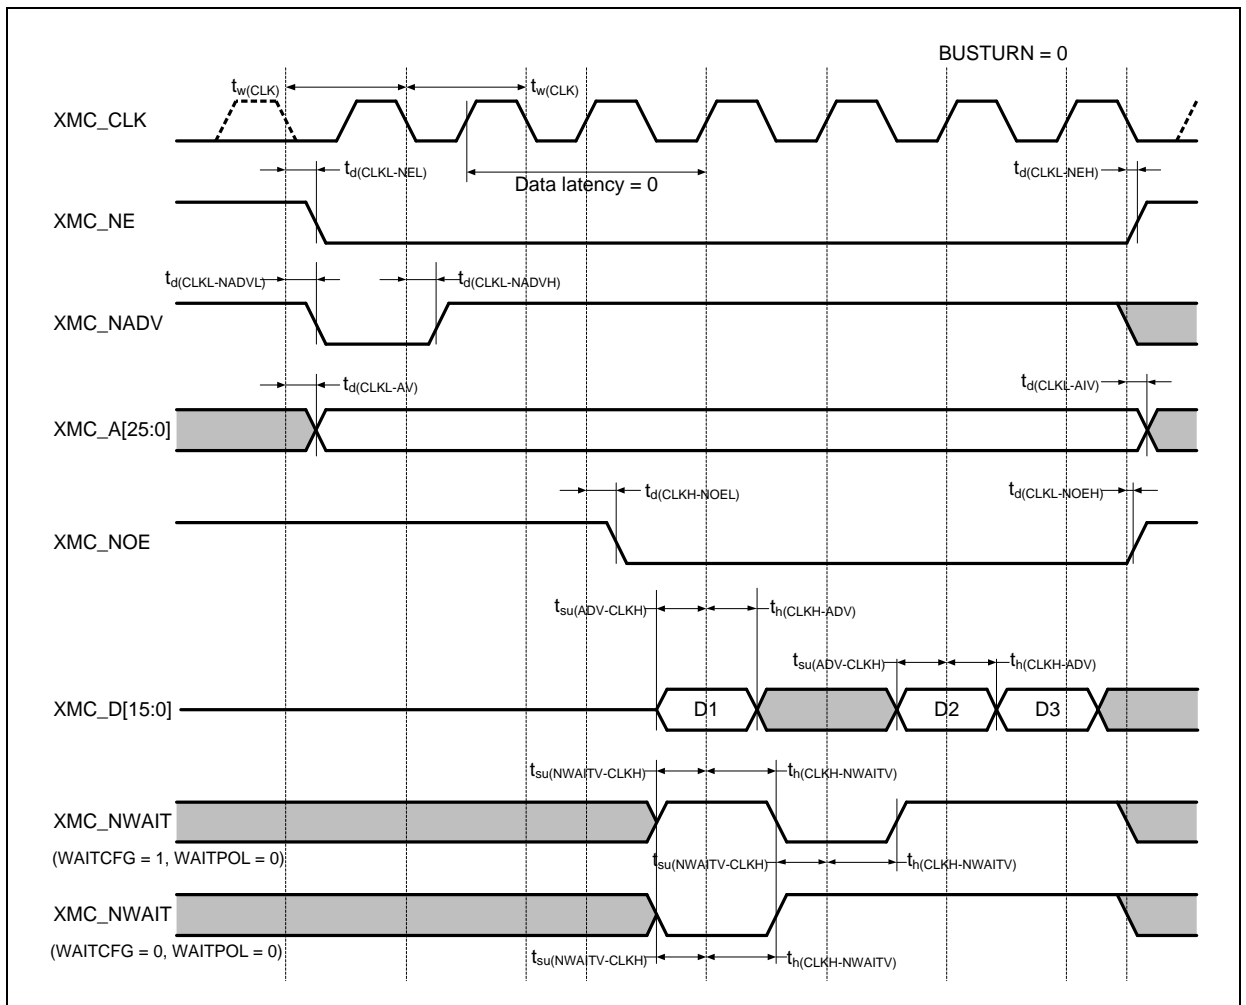 BUSTURN = 0
tw(CLK) tw(CLK)
XMC_CLK
td(CLKL-NEL) td(CLKL-NEH)
Data latency = 0
XMC_NE
td(CLKL-NADVL) td(CLKL-NADVH)
XMC_NADV
td(CLKL-AV) td(CLKL-AIV)
XMC_A[25:0]
td(CLKH-NOEL) td(CLKL-NOEH)
XMC_NOE
tsu(ADV-CLKH) th(CLKH-ADV)
tsu(ADV-CLKH) th(CLKH-ADV)
XMC_D[15:0] D1 D2 D3
tsu(NWAITV-CLKH) th(CLKH-NWAITV)
XMC_NWAIT
(WAITCFG = 1, WAITPOL = 0)
tsu(NWAITV-CLKH) th(CLKH-NWAITV)
XMC_NWAIT
(WAITCFG = 0, WAITPOL = 0)
tsu(NWAITV-CLKH) th(CLKH-NWAITV)